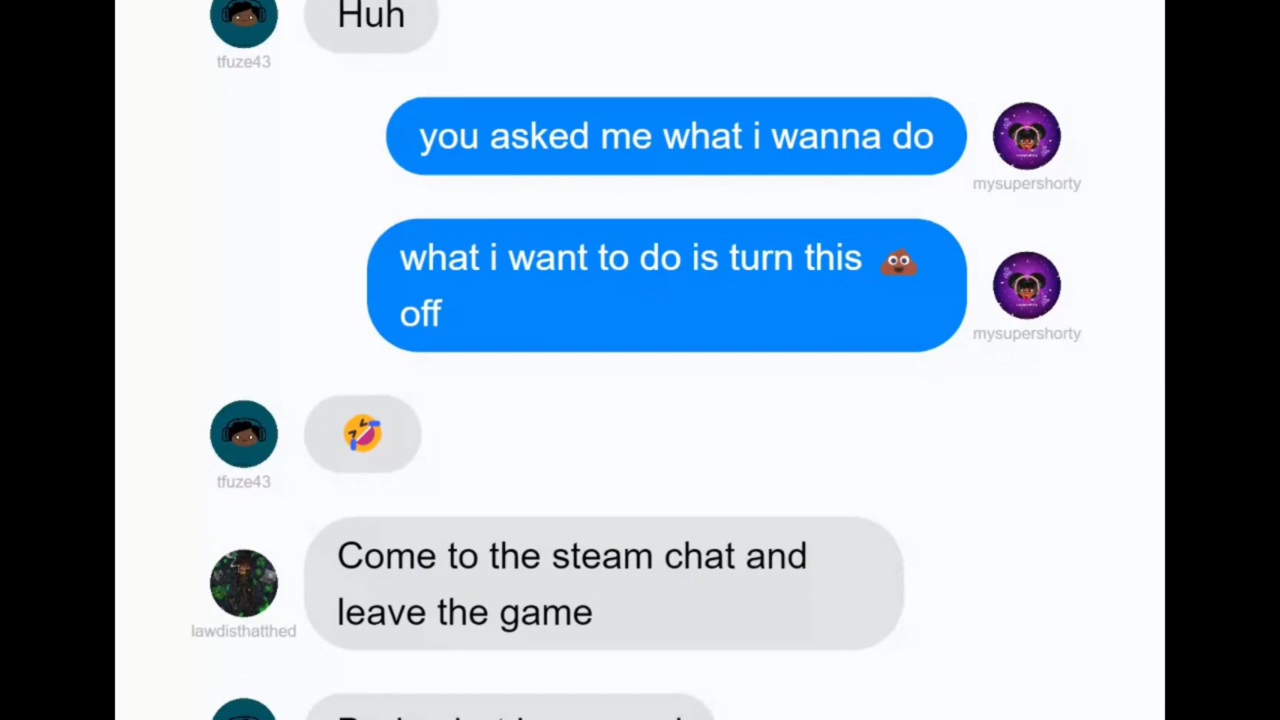 Huh
tfuze43
you asked me what i wanna do
mysupershorty
what i want to do is turn this 💩
off
mysupershorty
tfuze43
🤣
Come to the steam chat and
leave the game
lawdisthatthed